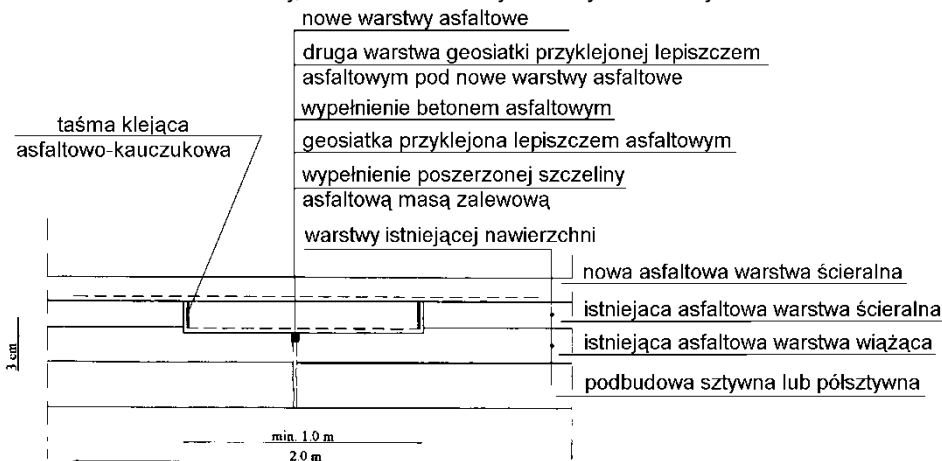 nowe warstwy asfaltowe
druga warstwa geosiatki przyklejonej lepiszczem
asfaltowym pod nowe warstwy asfaltowe
wypełnienie betonem asfaltowym
taśma klejąca
asfaltowo-kauczukowa
geosiatka przyklejona lepiszczem asfaltowym
wypełnienie poszerzonej szczeliny
asfaltową masą zalewową
warstwy istniejącej nawierzchni
nowa asfaltowa warstwa ścieralna
istniejaca asfaltowa warstwa ścieralna
istniejąca asfaltowa warstwa wiążąca
podbudowa sztywna lub półsztywna
3 cm
min. 1.0 m
2.0 m